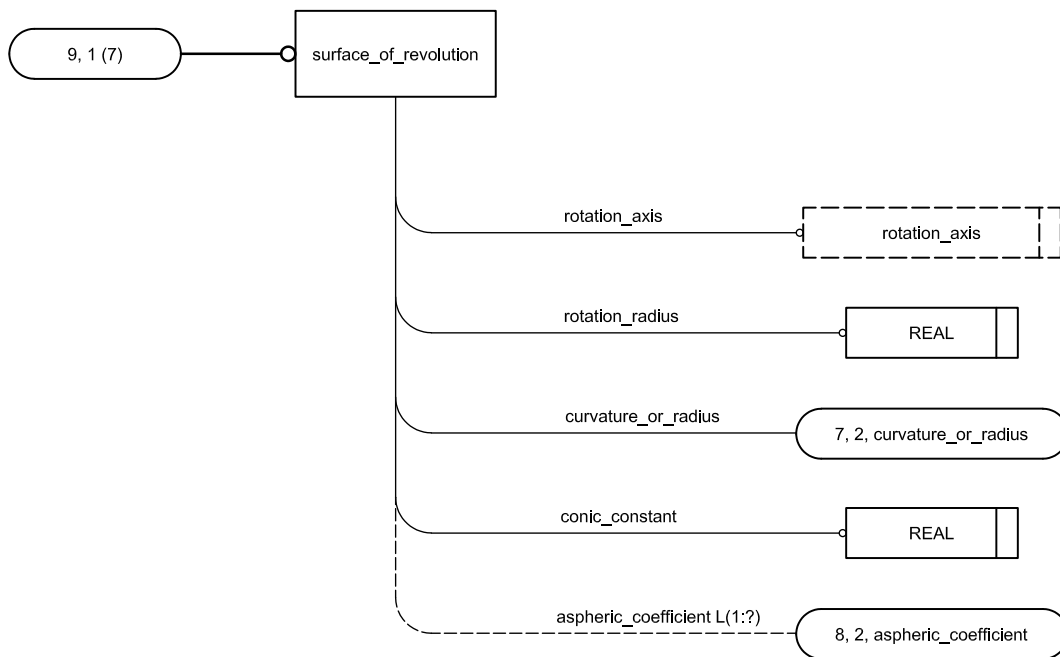 9, 1 (7)
surface_of_revolution
rotation_axis
rotation_axis
rotation_radius
REAL
curvature_or_radius
7, 2, curvature_or_radius
conic_constant
REAL
aspheric_coefficient L(1:?)
8, 2, aspheric_coefficient